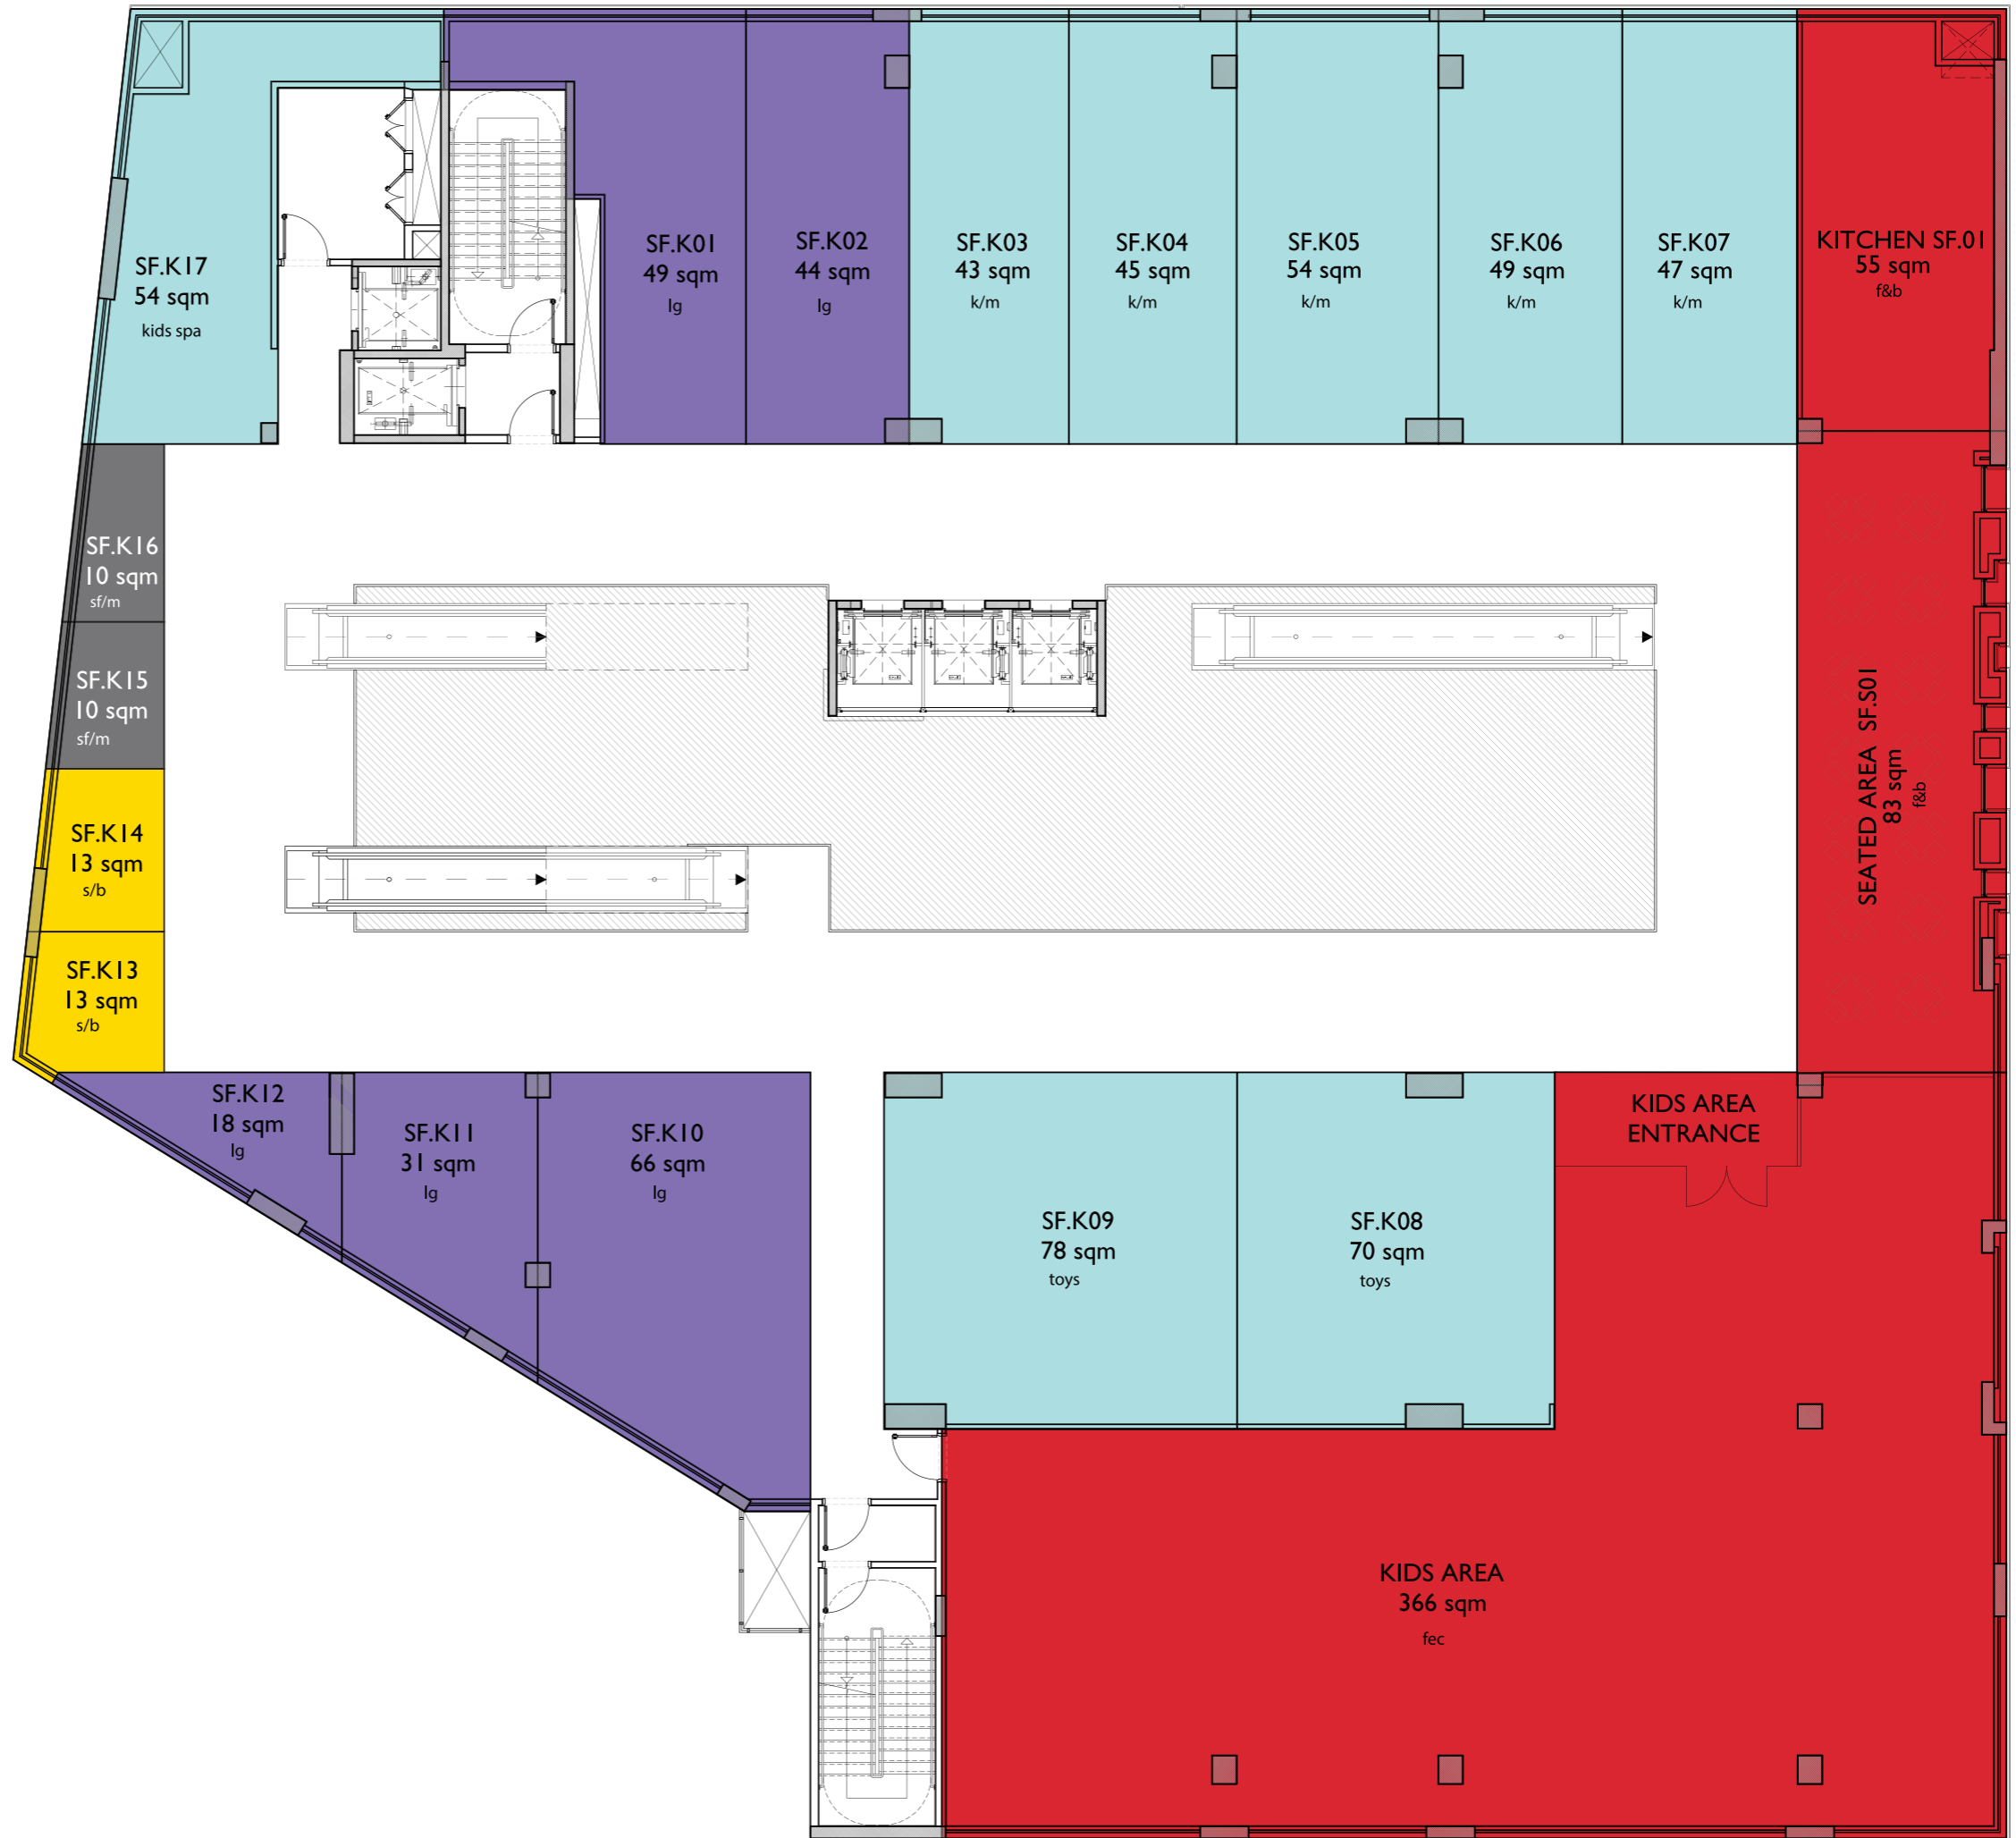 SF.K17
54 sqm
kids spa
SF.K01
49 sqm
lg
SF.K02
44 sqm
lg
SF.K03
43 sqm
k/m
SF.K04
45 sqm
k/m
SF.K05
54 sqm
k/m
SF.K06
49 sqm
k/m
SF.K07
47 sqm
k/m
KITCHEN SF.01
55 sqm
f&b
SF.K16
10 sqm
sf/m
SF.K15
10 sqm
sf/m
SF.K14
13 sqm
s/b
SF.K13
13 sqm
s/b
SEATED AREA SF.S01
83 sqm
f&b
SF.K12
18 sqm
lg
SF.K11
31 sqm
lg
SF.K10
66 sqm
lg
SF.K09
78 sqm
toys
SF.K08
70 sqm
toys
KIDS AREA
ENTRANCE
KIDS AREA
366 sqm
fec